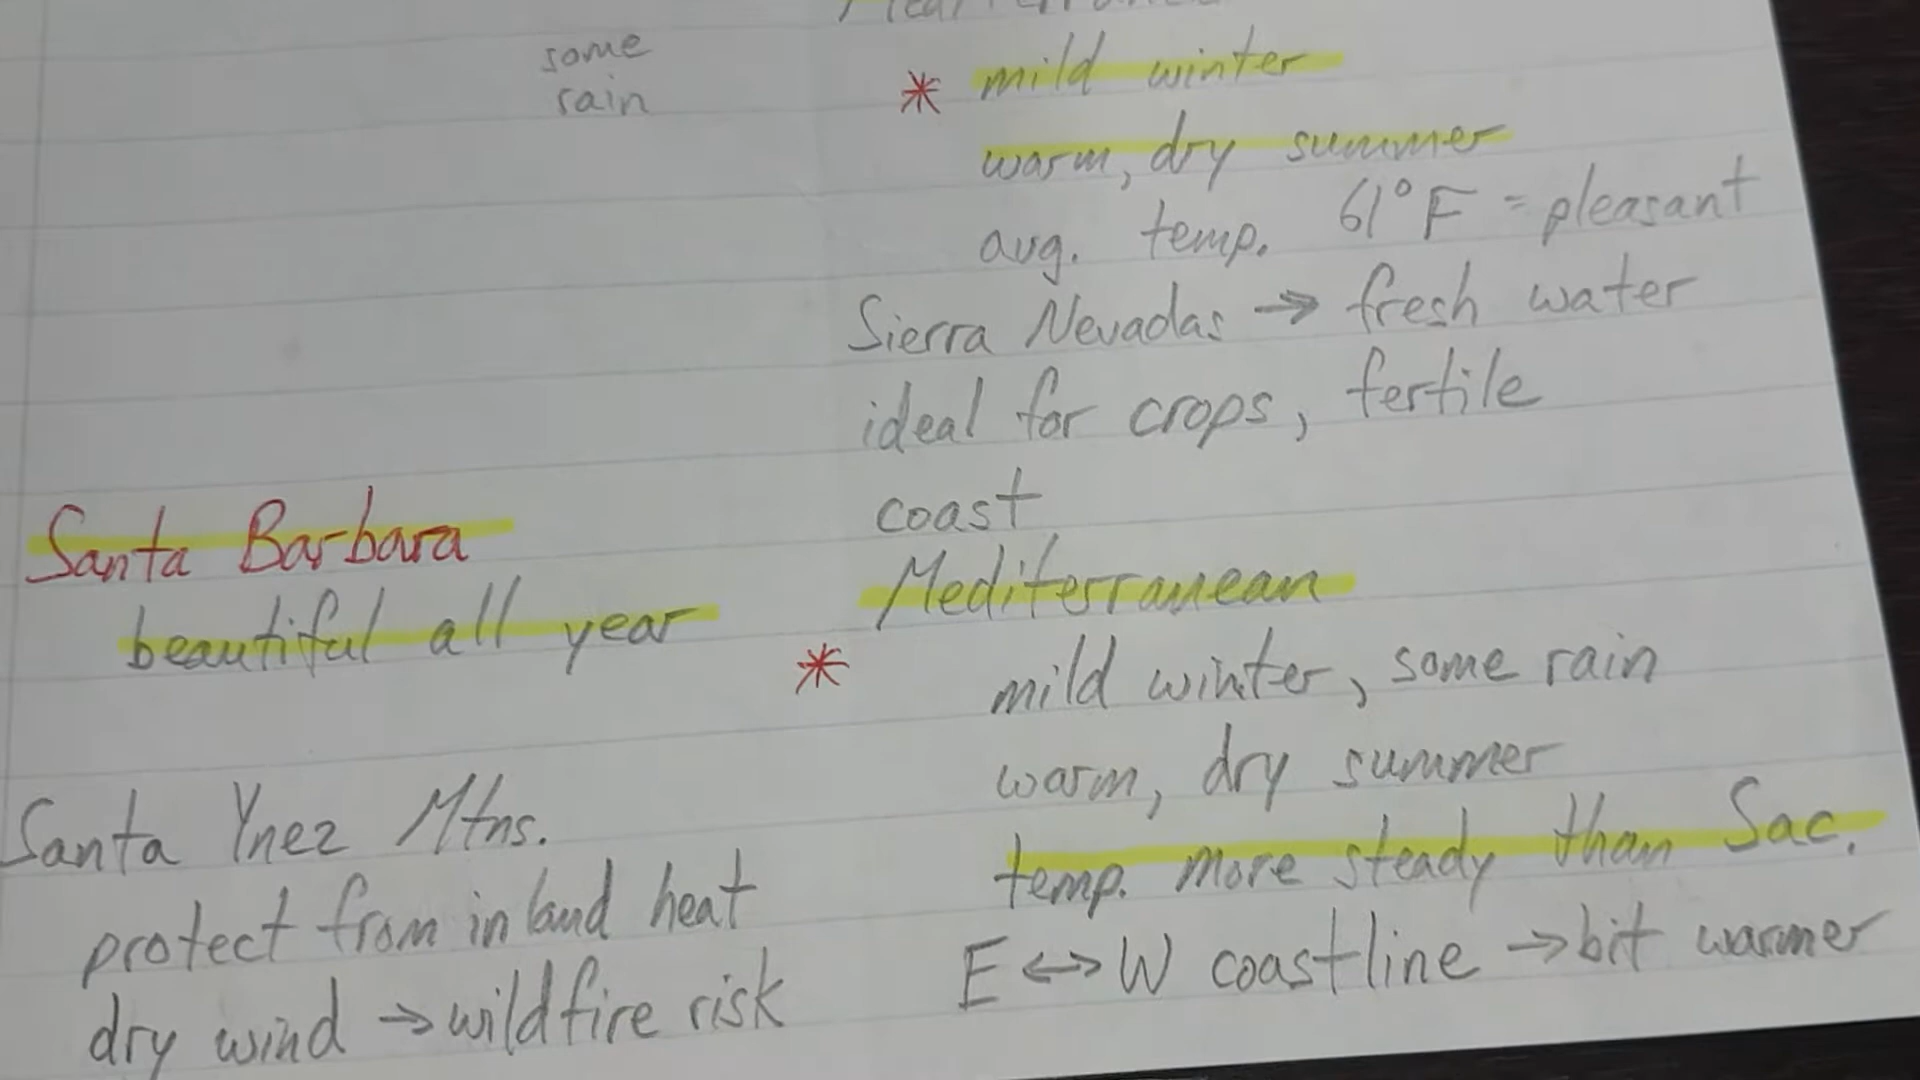 some
rain
* mild winter
warm, dry summer
avg. temp. 61°F = pleasant
Sierra Nevadas → fresh water
ideal for crops, fertile
coast
Santa Barbara
beautiful all year
* Mediterranean
mild winter, some rain
warm, dry summer
temp. more steady than Sac.
E ↔ W coastline → bit warmer
Santa Ynez Mtns.
protect from inland heat
dry wind → wildfire risk